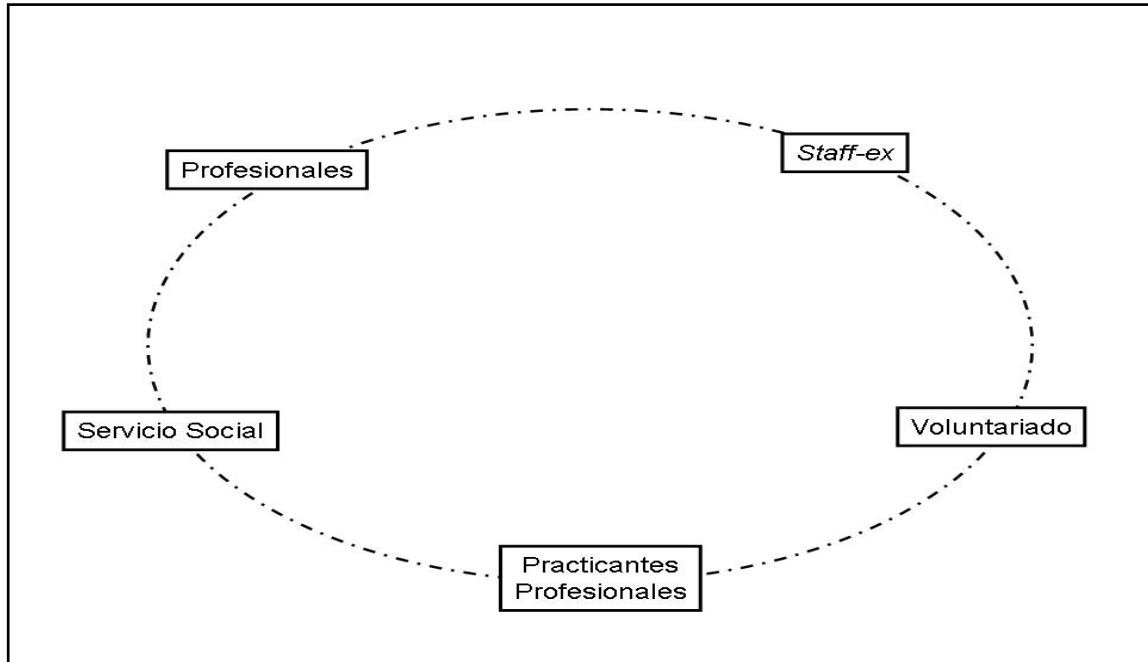 Staff-ex
Profesionales
Voluntariado
Servicio Social
Practicantes
Profesionales